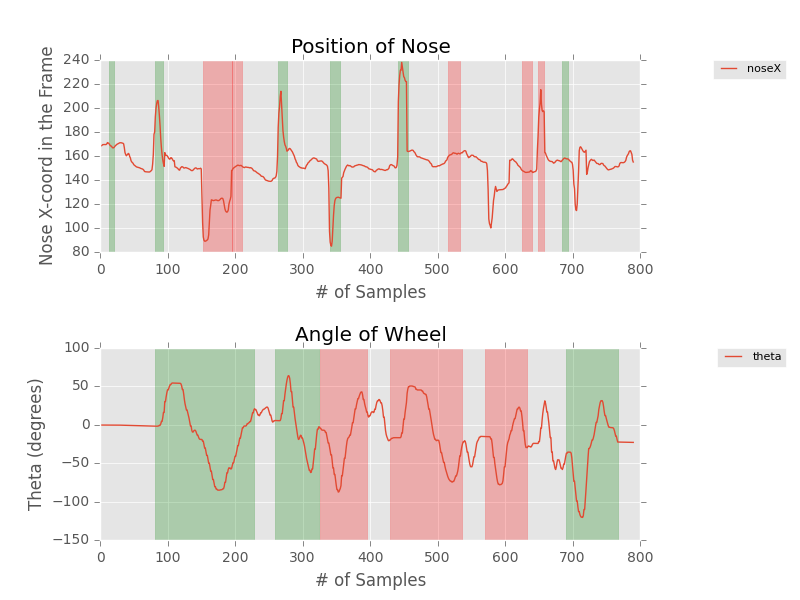 Position of Nose
Nose X-coord in the Frame
240
220
200
180
160
140
120
100
80
0 100 200 300 400 500 600 700 800
# of Samples
noseX
Angle of Wheel
Theta (degrees)
100
50
0
−50
−100
−150
0 100 200 300 400 500 600 700 800
# of Samples
theta